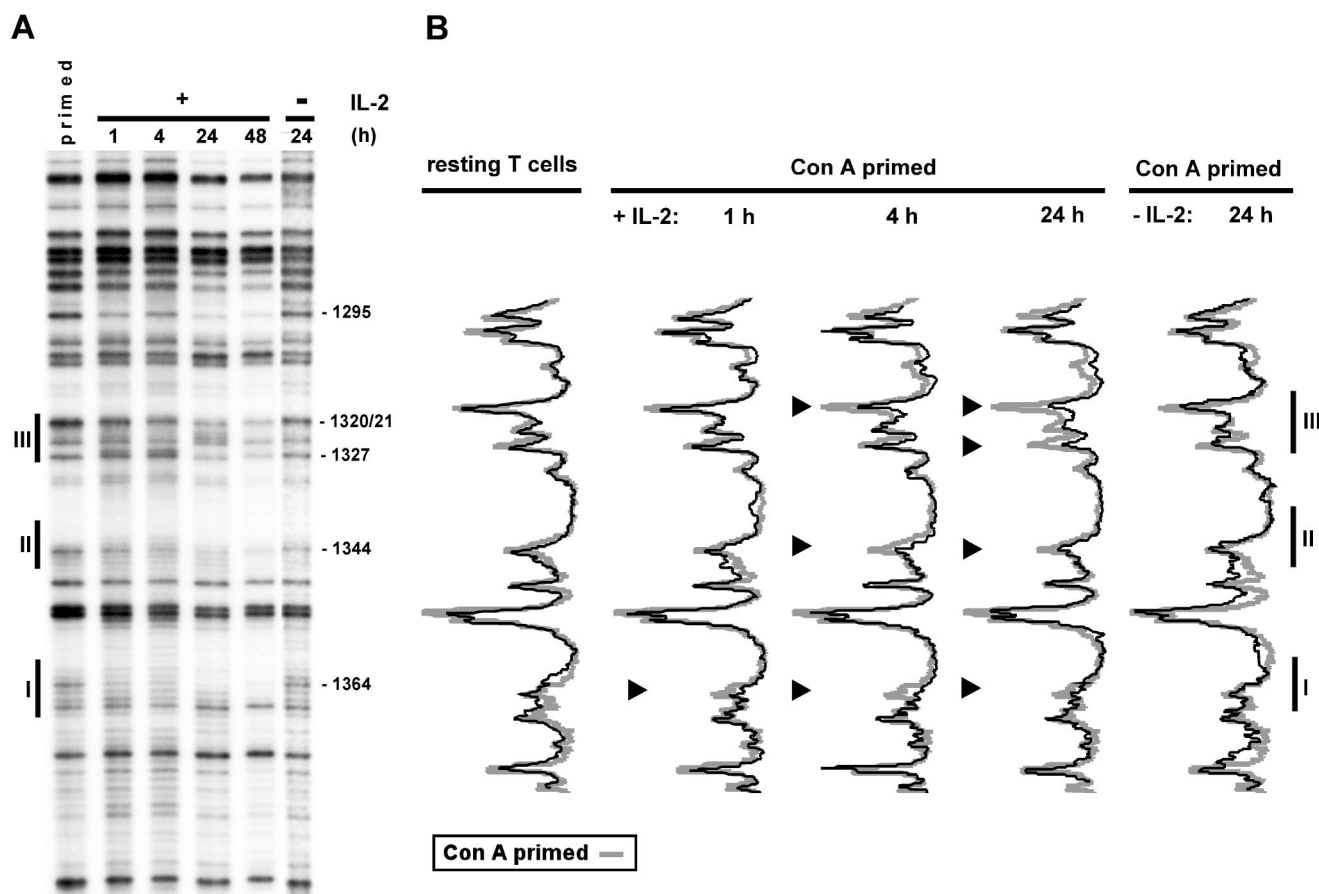 A
primed
+ - IL-2
1 4 24 48 24 (h)
- 1295
- 1320/21
III
- 1327
II
- 1344
I
- 1364
B
resting T cells Con A primed Con A primed
+ IL-2: 1 h 4 h 24 h - IL-2: 24 h
III
II
I
Con A primed